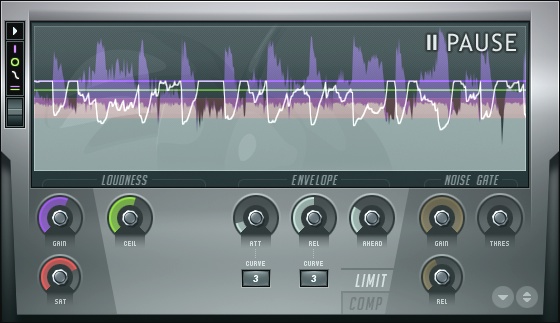 PAUSE
LOUDNESS ENVELOPE NOISE GATE
GAIN CEIL ATT REL AHEAD GAIN THRES
CURVE CURVE
3 3
SAT LIMIT REL
COMP